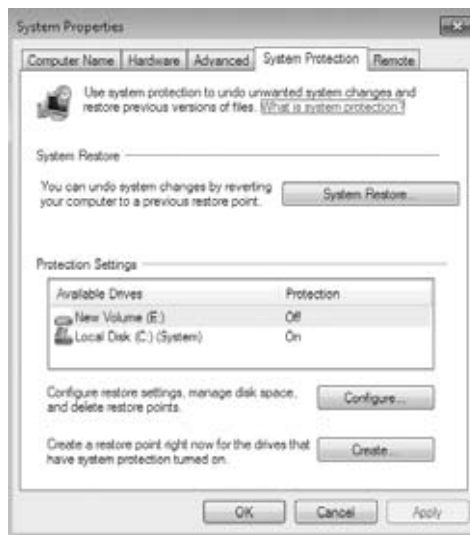 System Properties
Computer Name Hardware Advanced System Protection Remote
Use system protection to undo unwanted system changes and
restore previous versions of files. What is system protection?
System Restore
You can undo system changes by reverting
your computer to a previous restore point.
System Restore...
Protection Settings
Available Drives Protection
New Volume (E:) Off
Local Disk (C:) (System) On
Configure restore settings, manage disk space,
and delete restore points.
Configure...
Create a restore point right now for the drives that
have system protection turned on.
Create...
OK Cancel Apply